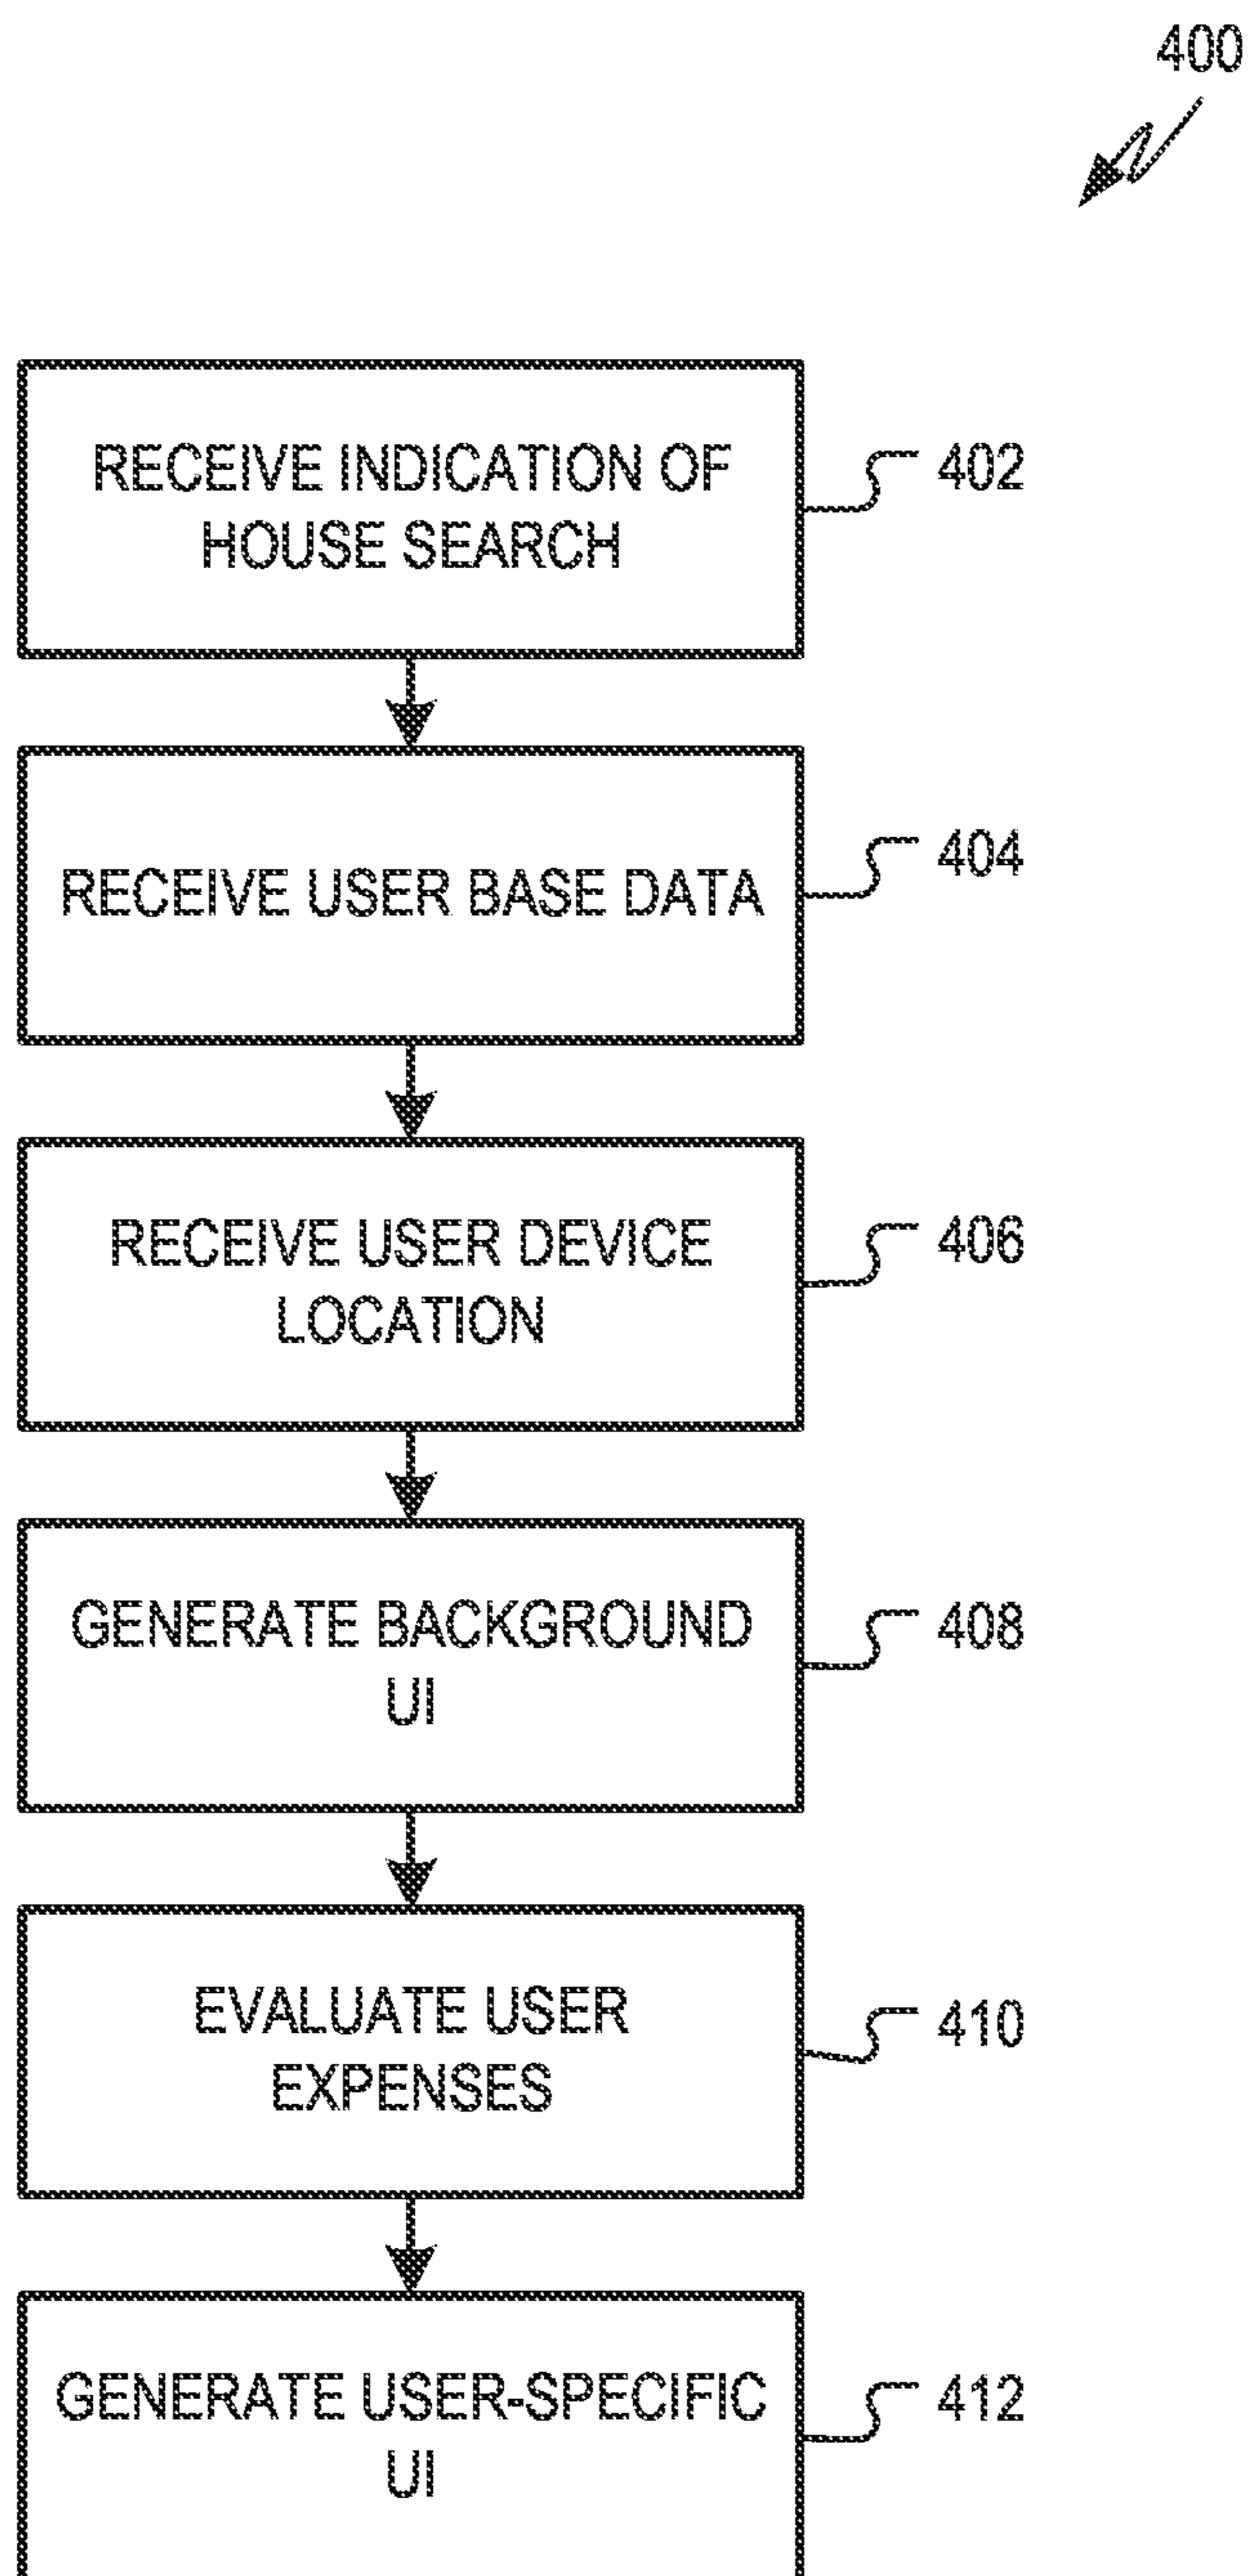 400
RECEIVE INDICATION OF
HOUSE SEARCH
402
RECEIVE USER BASE DATA
404
RECEIVE USER DEVICE
LOCATION
406
GENERATE BACKGROUND
UI
408
EVALUATE USER
EXPENSES
410
GENERATE USER-SPECIFIC
UI
412